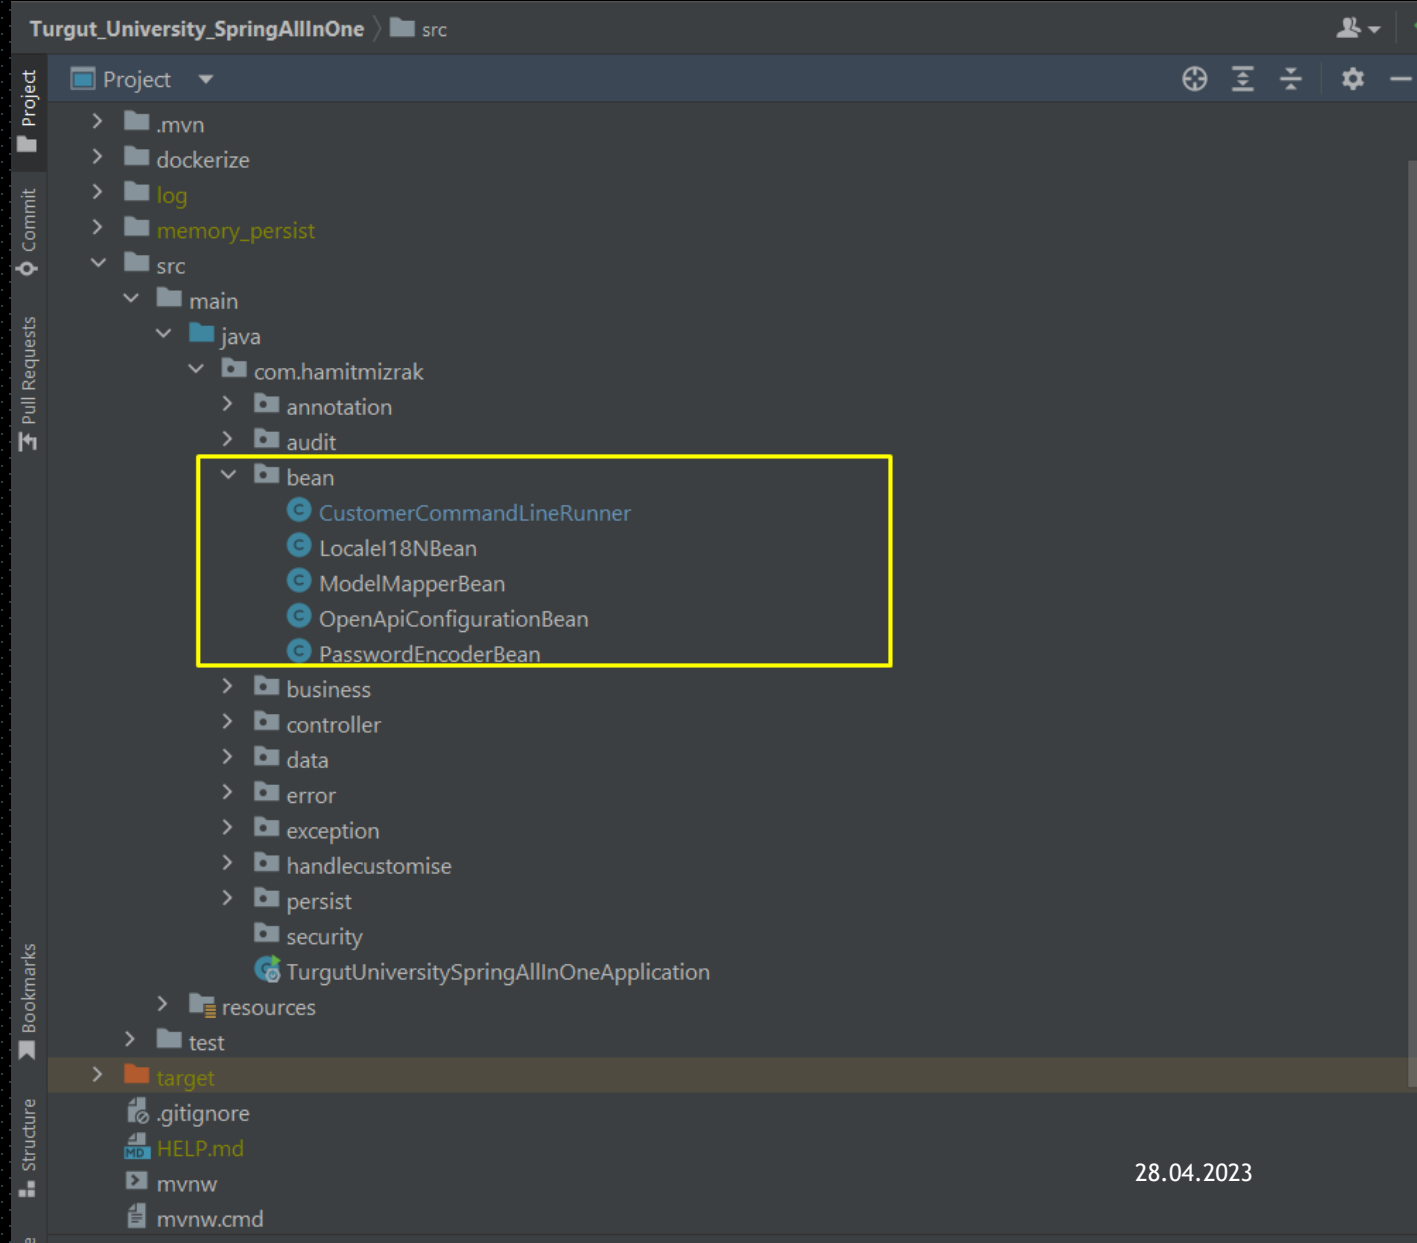 Turgut_University_SpringAllInOne
src
Project
Project
Commit
Pull Requests
Bookmarks
Structure
.mvn
dockerize
log
memory_persist
src
main
java
com.hamitmizrak
annotation
audit
bean
C CustomerCommandLineRunner
C LocaleI18NBean
C ModelMapperBean
C OpenApiConfigurationBean
C PasswordEncoderBean
business
controller
data
error
exception
handlecustomise
persist
security
TurgutUniversitySpringAllInOneApplication
resources
test
target
.gitignore
MD HELP.md
mvnw
mvnw.cmd
28.04.2023